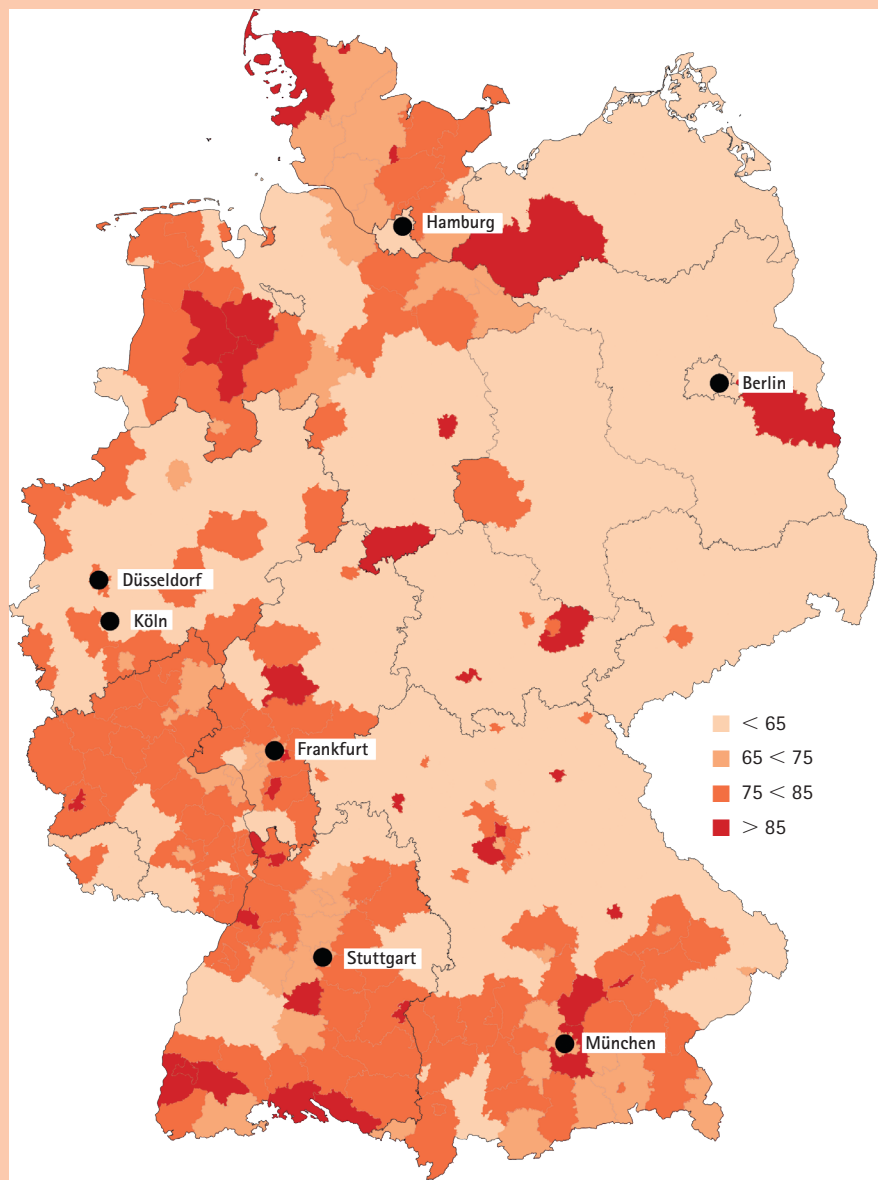 Hamburg
Berlin
Düsseldorf
Köln
< 65
65 < 75
Frankfurt
75 < 85
> 85
Stuttgart
München